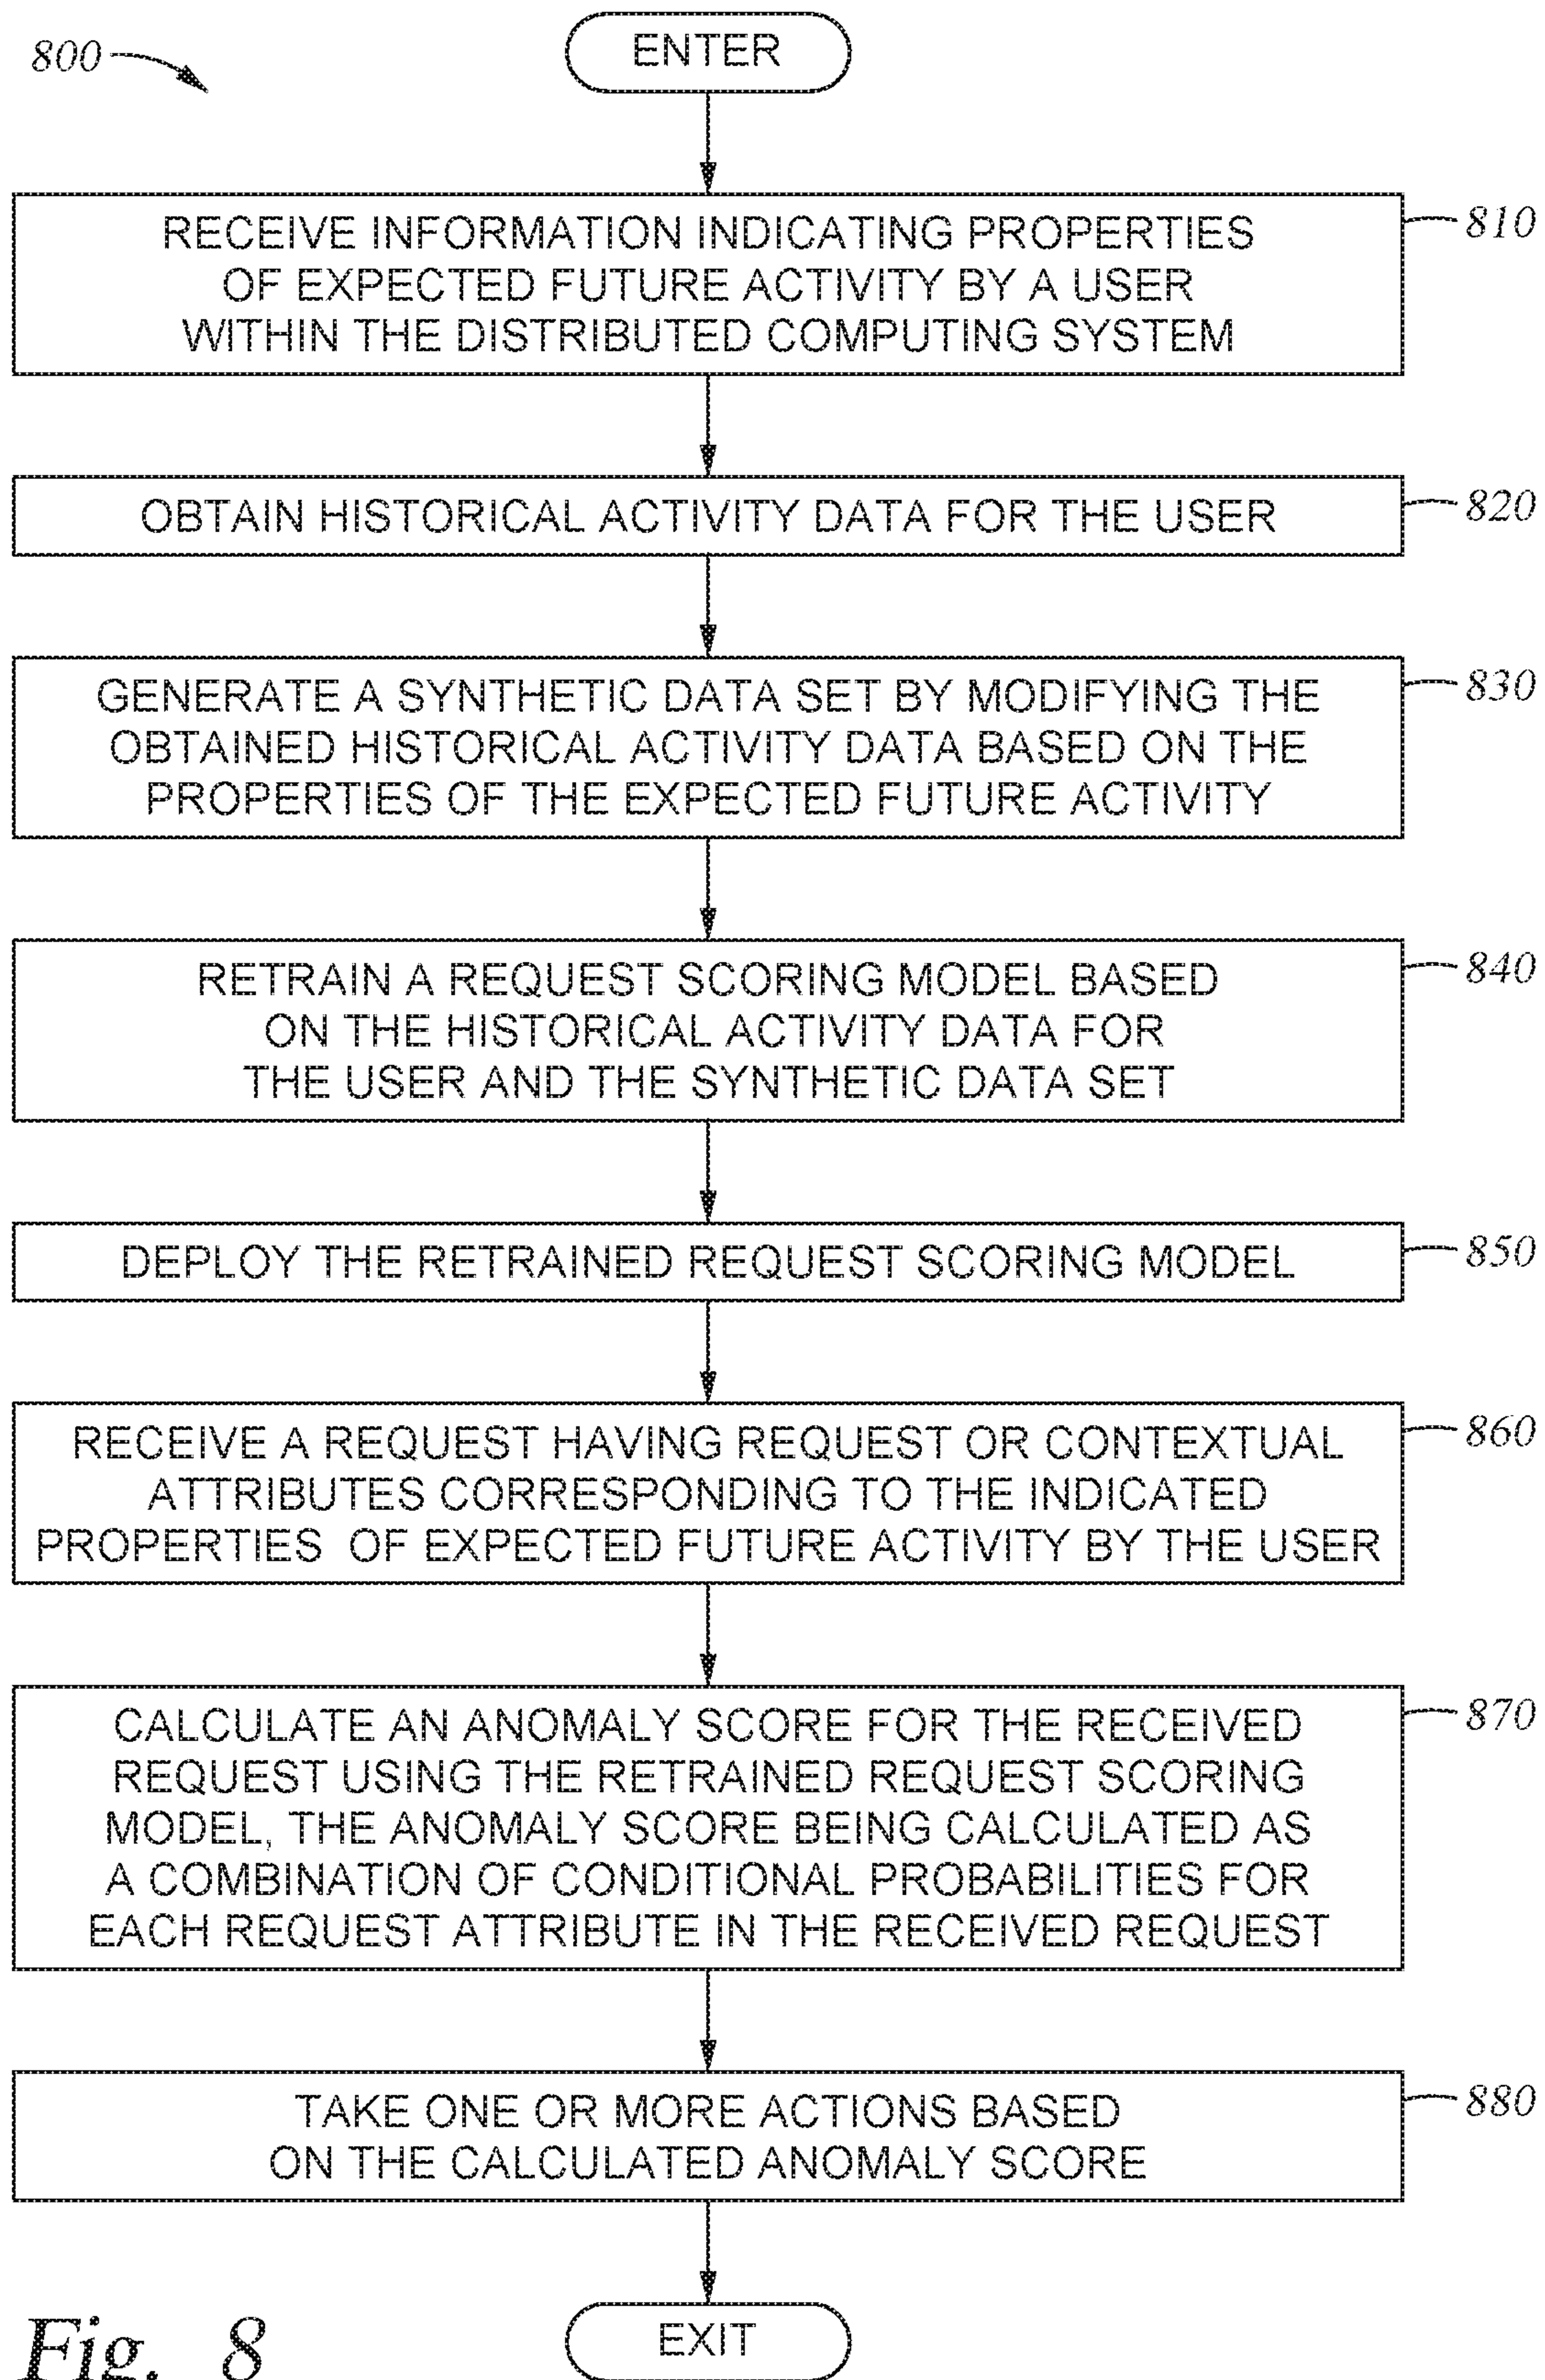 800
ENTER
RECEIVE INFORMATION INDICATING PROPERTIES
OF EXPECTED FUTURE ACTIVITY BY A USER
WITHIN THE DISTRIBUTED COMPUTING SYSTEM
810
OBTAIN HISTORICAL ACTIVITY DATA FOR THE USER
820
GENERATE A SYNTHETIC DATA SET BY MODIFYING THE
OBTAINED HISTORICAL ACTIVITY DATA BASED ON THE
PROPERTIES OF THE EXPECTED FUTURE ACTIVITY
830
RETRAIN A REQUEST SCORING MODEL BASED
ON THE HISTORICAL ACTIVITY DATA FOR
THE USER AND THE SYNTHETIC DATA SET
840
DEPLOY THE RETRAINED REQUEST SCORING MODEL
850
RECEIVE A REQUEST HAVING REQUEST OR CONTEXTUAL
ATTRIBUTES CORRESPONDING TO THE INDICATED
PROPERTIES OF EXPECTED FUTURE ACTIVITY BY THE USER
860
CALCULATE AN ANOMALY SCORE FOR THE RECEIVED
REQUEST USING THE RETRAINED REQUEST SCORING
MODEL, THE ANOMALY SCORE BEING CALCULATED AS
A COMBINATION OF CONDITIONAL PROBABILITIES FOR
EACH REQUEST ATTRIBUTE IN THE RECEIVED REQUEST
870
TAKE ONE OR MORE ACTIONS BASED
ON THE CALCULATED ANOMALY SCORE
880
EXIT
Fig. 8